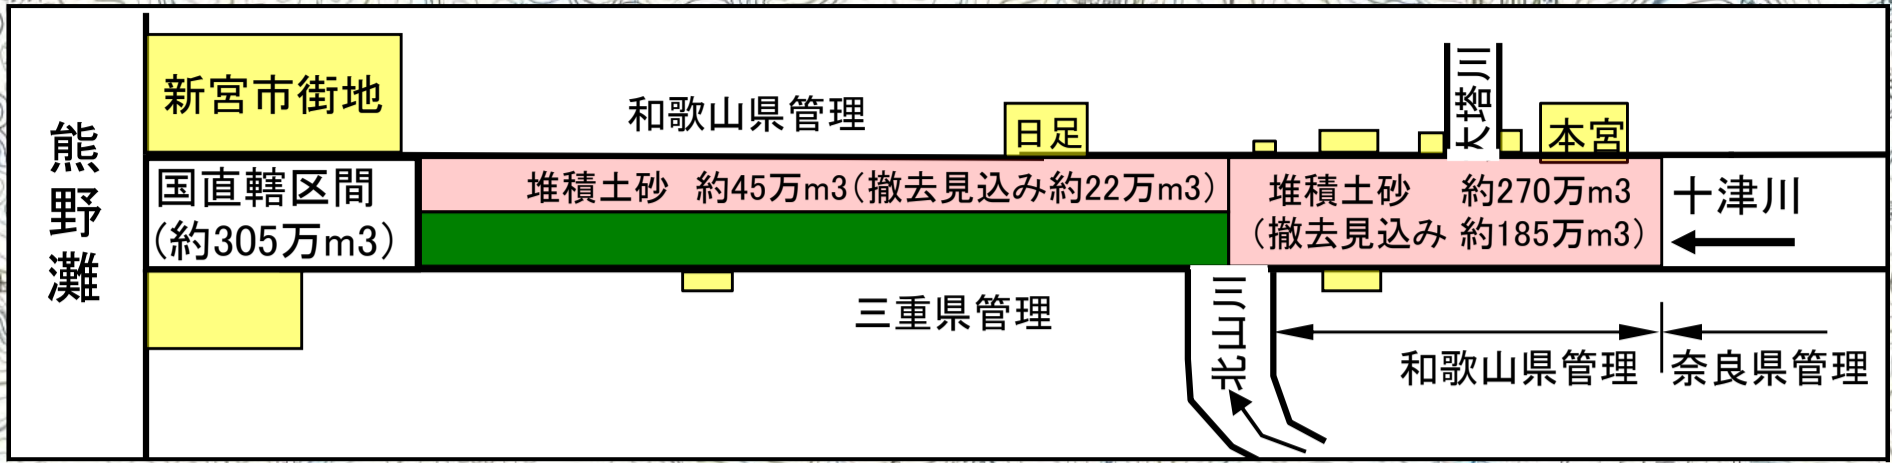 熊野灘
新宮市街地
和歌山県管理
日足
大塔川
本宮
国直轄区間
(約305万m3)
堆積土砂 約45万m3(撤去見込み約22万m3)
堆積土砂 約270万m3
(撤去見込み 約185万m3)
十津川
三重県管理
北山川
和歌山県管理
奈良県管理